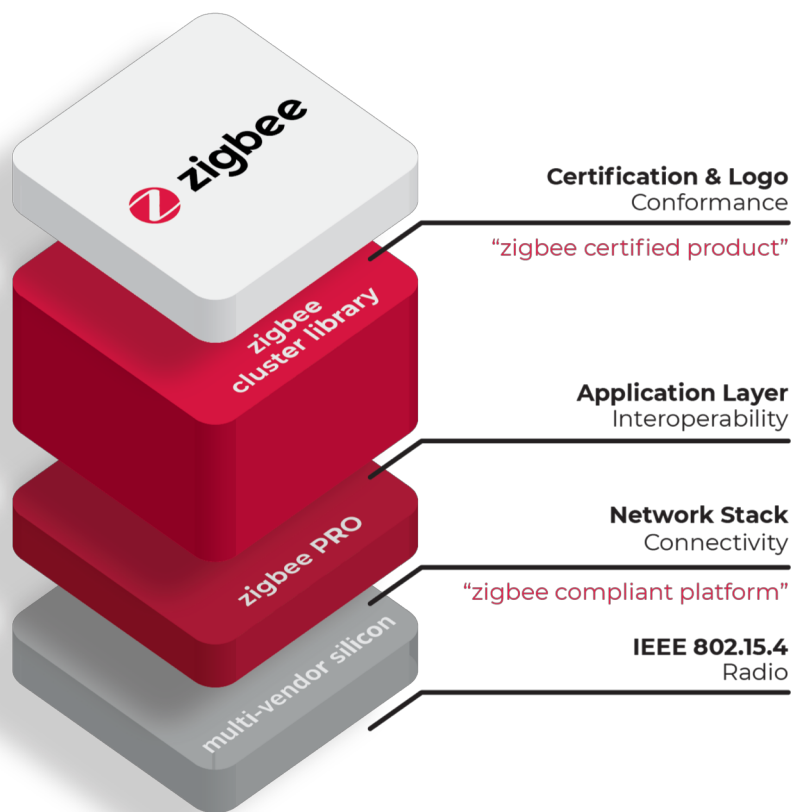 zigbee
Certification & Logo
Conformance
“zigbee certified product”
zigbee
cluster library
Application Layer
Interoperability
zigbee PRO
Network Stack
Connectivity
“zigbee compliant platform”
multi-vendor silicon
IEEE 802.15.4
Radio